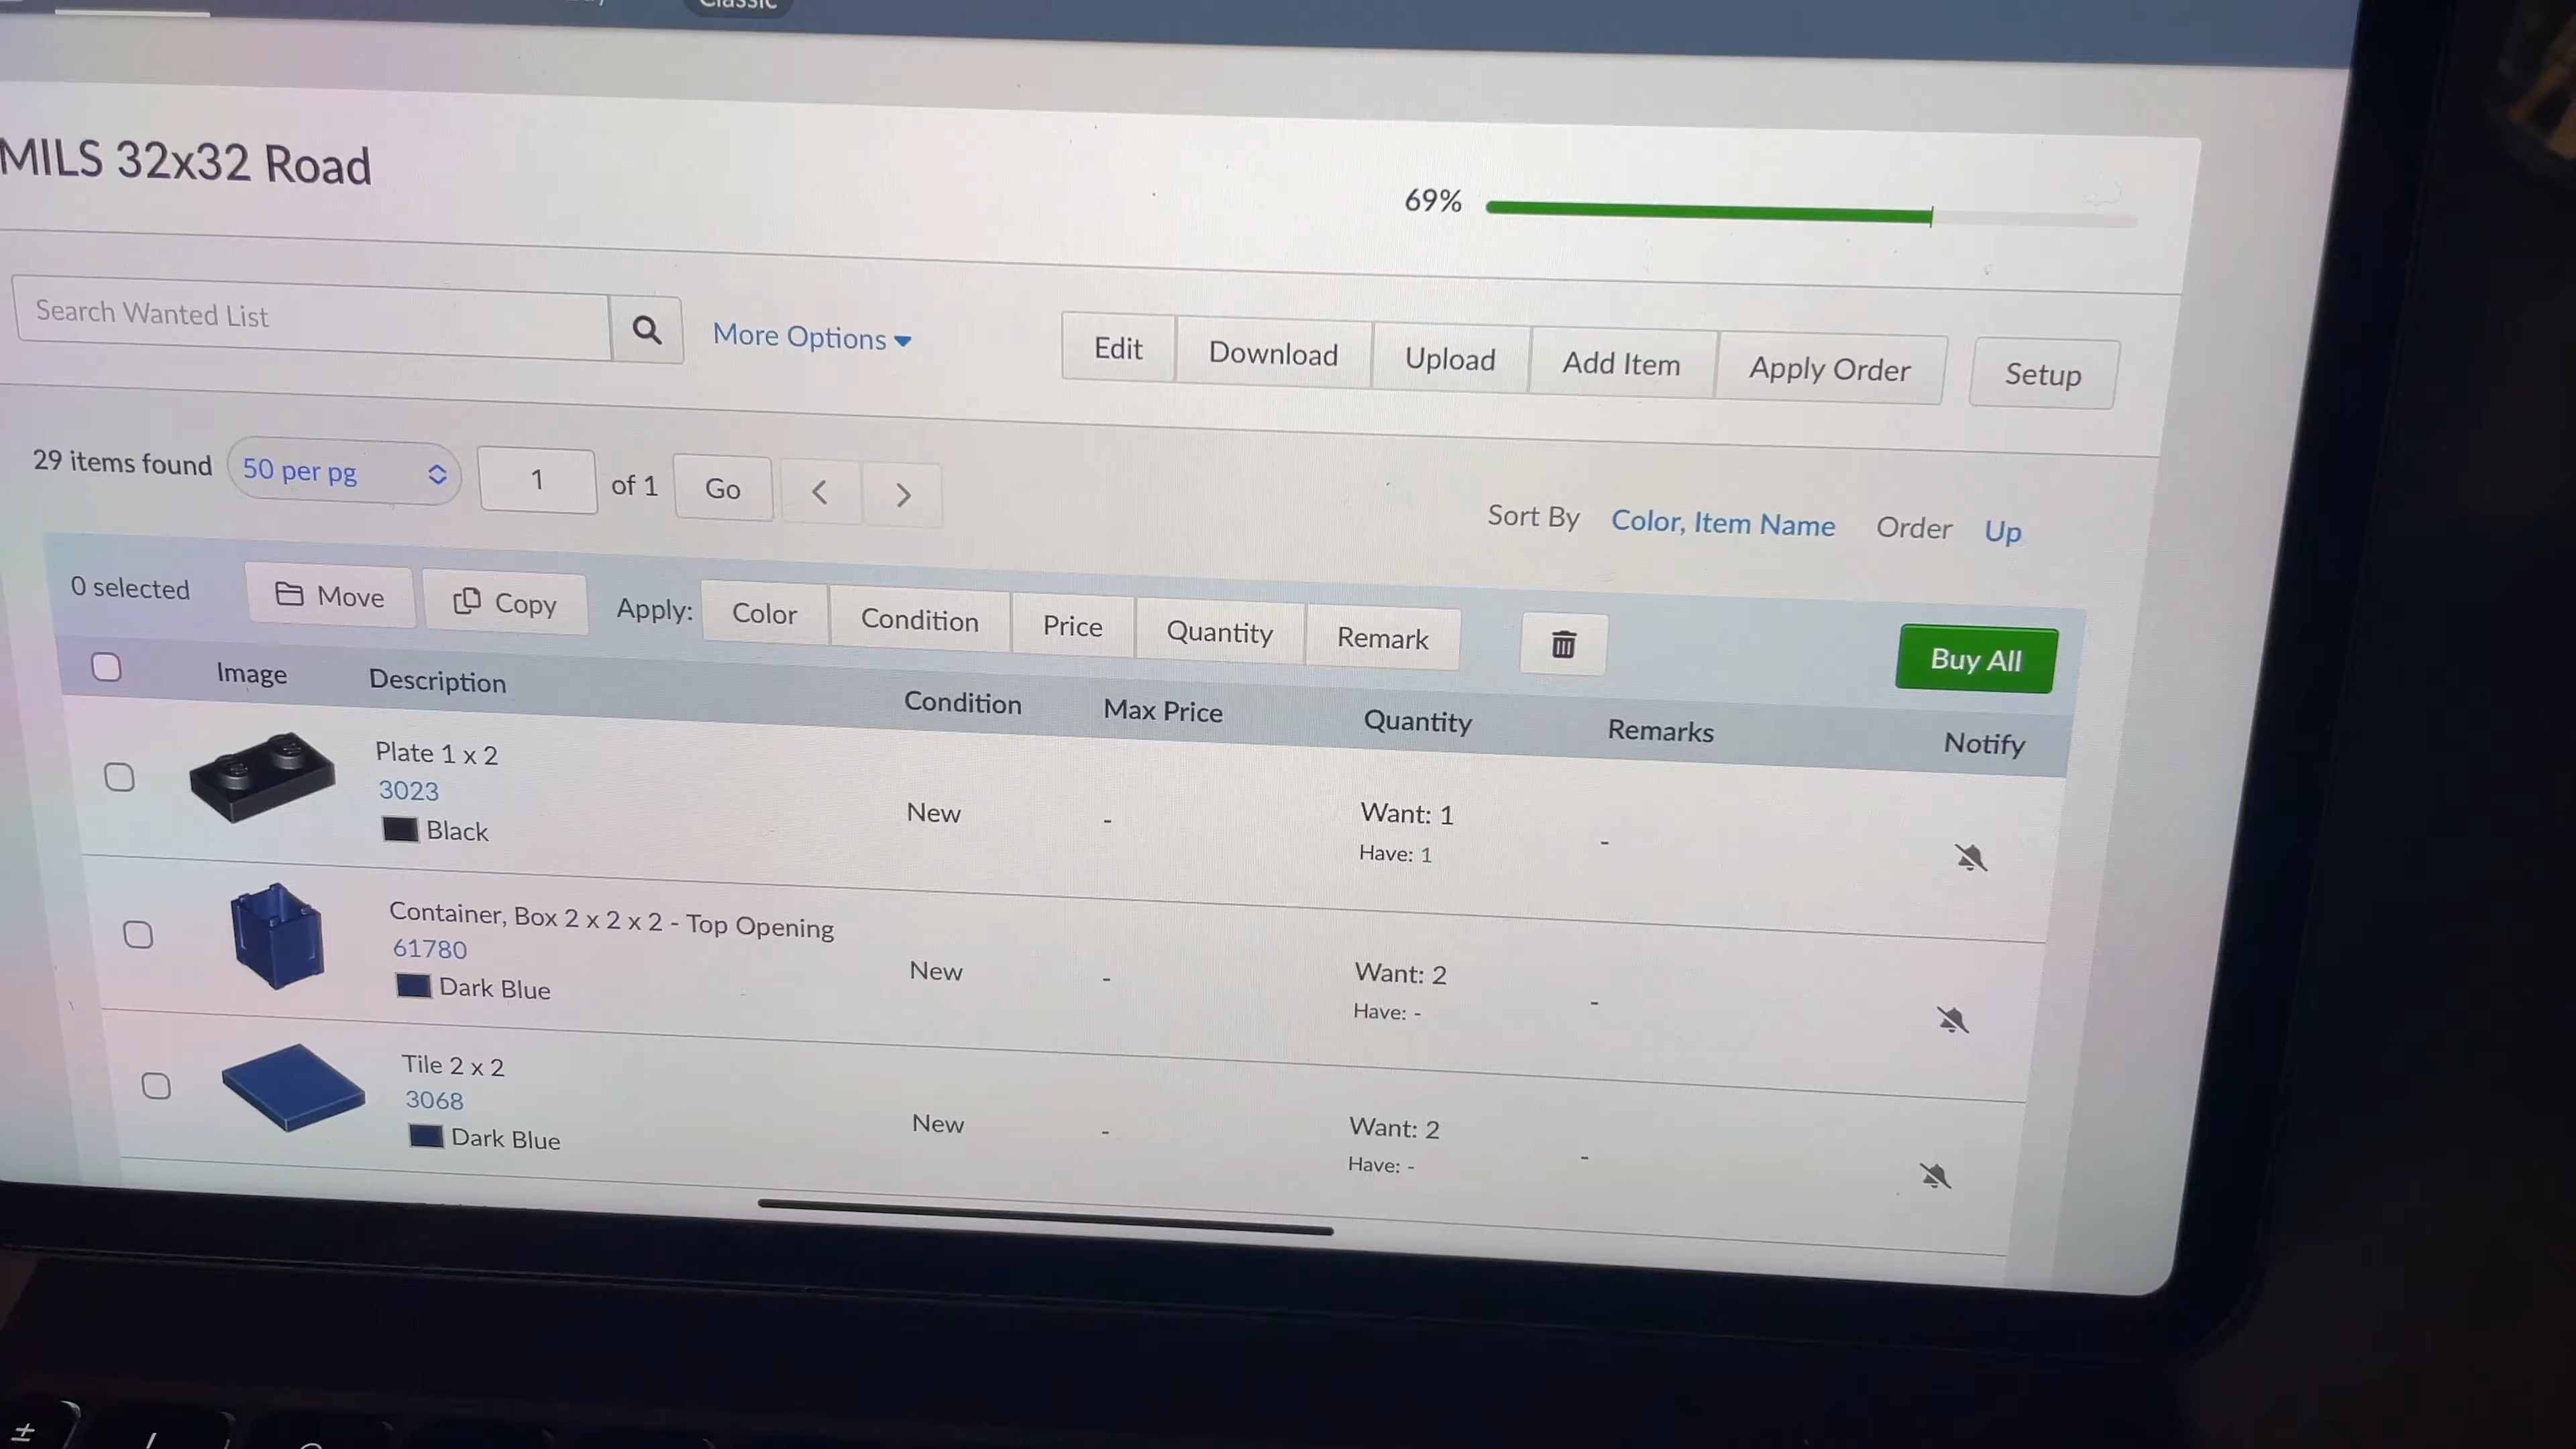 Classic
MILS 32x32 Road
69%
Search Wanted List
More Options
Edit
Download
Upload
Add Item
Apply Order
Setup
29 items found
50 per pg
1
of 1
Go
Sort By Color, Item Name Order Up
0 selected
Move
Copy
Apply:
Color
Condition
Price
Quantity
Remark
Buy All
Image Description Condition Max Price Quantity Remarks Notify
Plate 1 x 2
3023
Black
New
-
Want: 1
Have: 1
-
Container, Box 2 x 2 x 2 - Top Opening
61780
Dark Blue
New
-
Want: 2
Have: -
-
Tile 2 x 2
3068
Dark Blue
New
-
Want: 2
Have: -
-
±